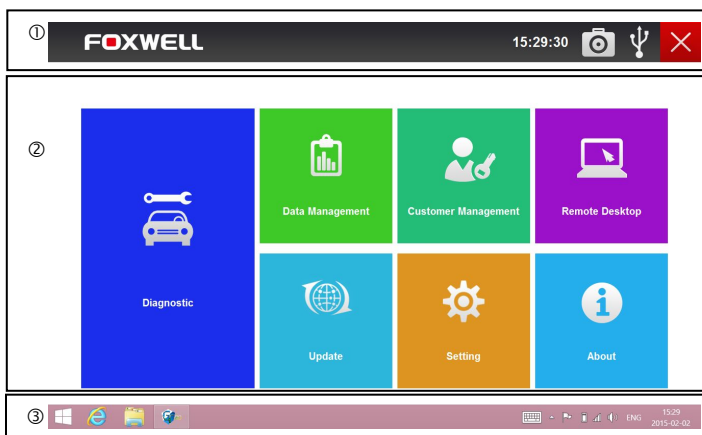 ①
FOXWELL
15:29:30
②
Data Management
Customer Management
Remote Desktop
Diagnostic
Update
Setting
About
③
ENG
15:29
2015-02-02